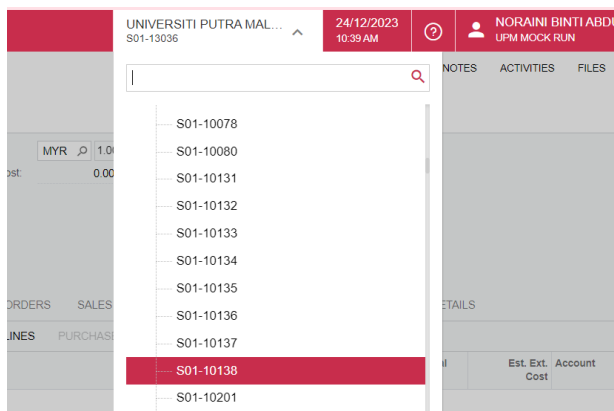 UNIVERSITI PUTRA MAL...
S01-13036
24/12/2023
10:39 AM
NORAINI BINTI ABDU
UPM MOCK RUN
NOTES ACTIVITIES FILES
S01-10078
S01-10080
MYR 1.00
ost: 0.00
S01-10131
S01-10132
S01-10133
S01-10134
S01-10135
ORDERS SALES ETAILS
S01-10136
LINES PURCHASE
S01-10137
S01-10138
Est. Ext. Cost
Account
S01-10201